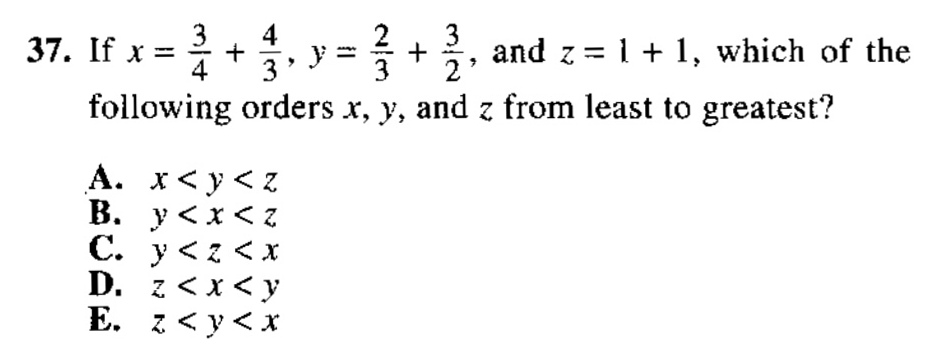 37. If x = 3/4 + 4/3, y = 2/3 + 3/2, and z = 1 + 1, which of the
following orders x, y, and z from least to greatest?
A. x < y < z
B. y < x < z
C. y < z < x
D. z < x < y
E. z < y < x